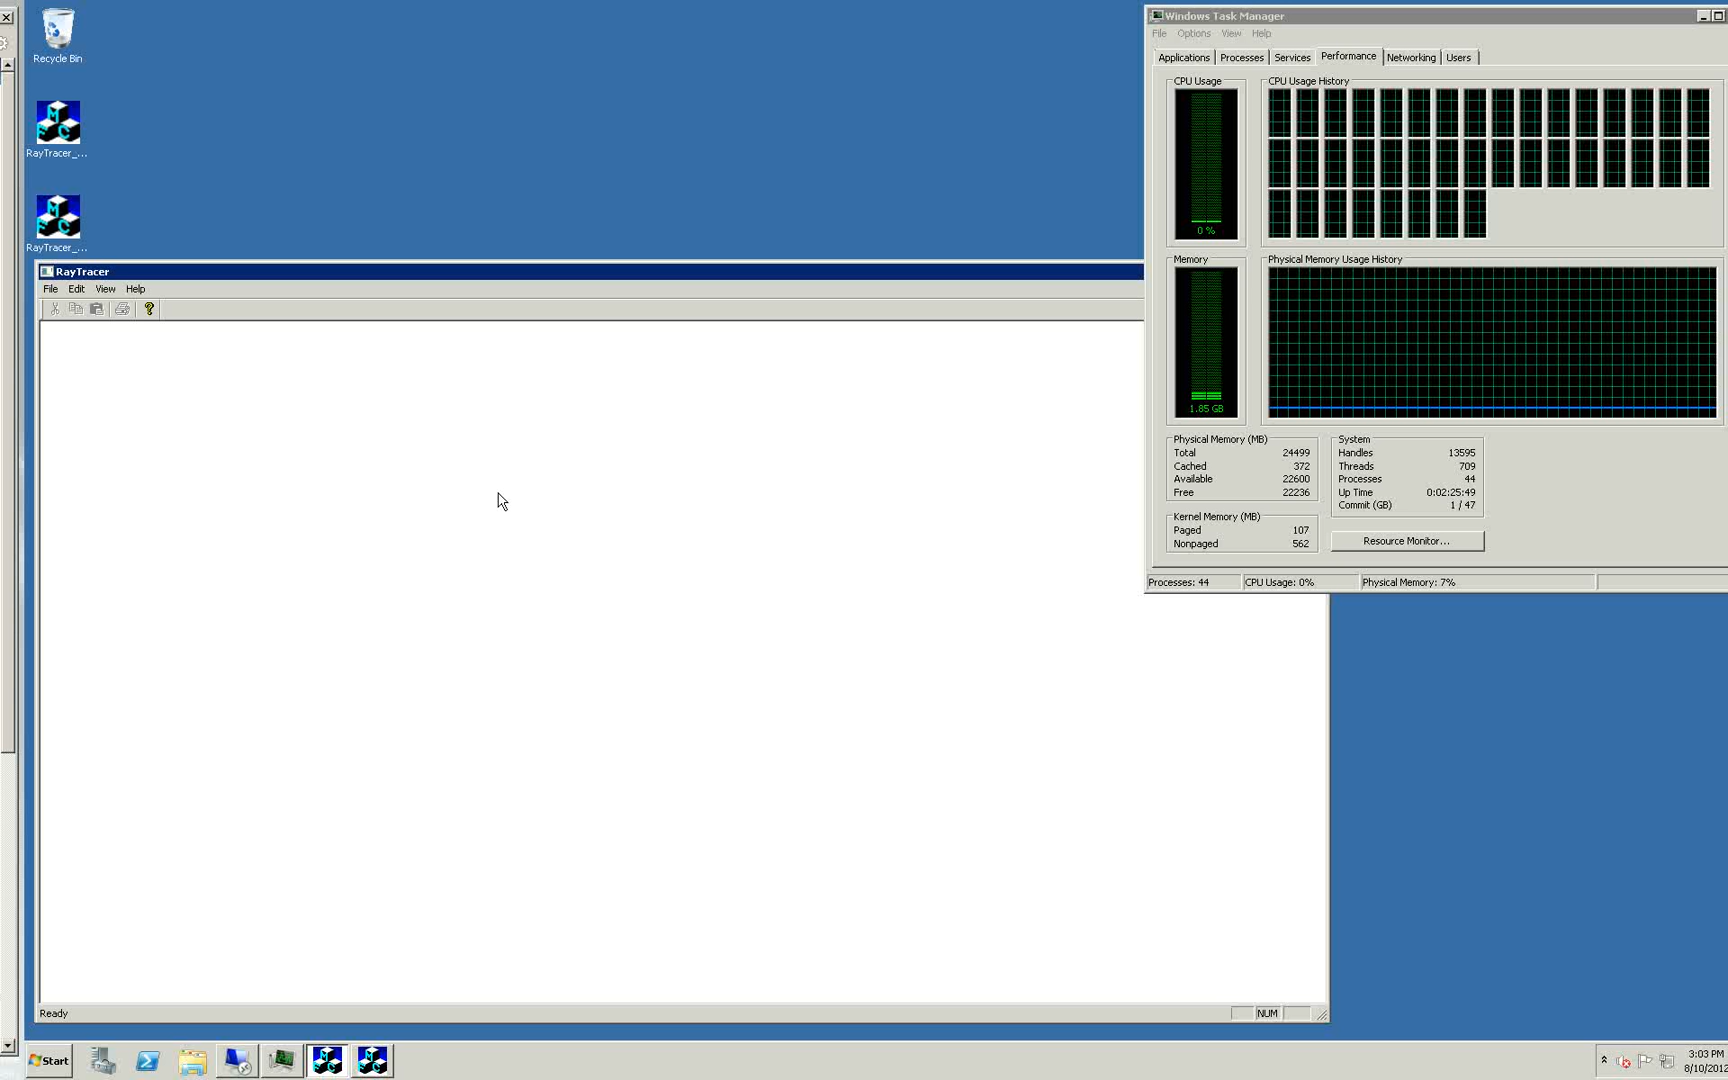 Recycle Bin
RayTracer_...
RayTracer_...
RayTracer
File Edit View Help
Ready
NUM
Windows Task Manager
File Options View Help
Applications Processes Services Performance Networking Users
CPU Usage
0 %
CPU Usage History
Memory
1.85 GB
Physical Memory Usage History
Physical Memory (MB)
Total 24499
Cached 372
Available 22600
Free 22236
Kernel Memory (MB)
Paged 107
Nonpaged 562
System
Handles 13595
Threads 709
Processes 44
Up Time 0:02:25:49
Commit (GB) 1 / 47
Resource Monitor...
Processes: 44 CPU Usage: 0% Physical Memory: 7%
Start
3:03 PM
8/10/2012